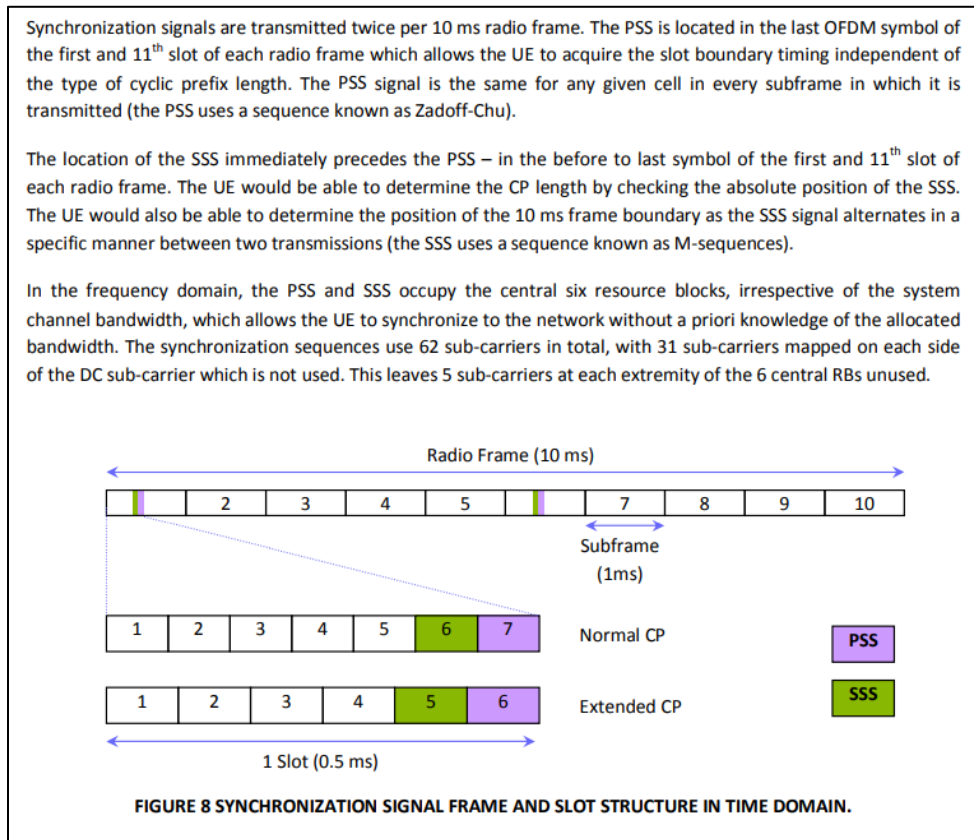 Synchronization signals are transmitted twice per 10 ms radio frame. The PSS is located in the last OFDM symbol of
the first and 11th slot of each radio frame which allows the UE to acquire the slot boundary timing independent of
the type of cyclic prefix length. The PSS signal is the same for any given cell in every subframe in which it is
transmitted (the PSS uses a sequence known as Zadoff-Chu).
The location of the SSS immediately precedes the PSS – in the before to last symbol of the first and 11th slot of
each radio frame. The UE would be able to determine the CP length by checking the absolute position of the SSS.
The UE would also be able to determine the position of the 10 ms frame boundary as the SSS signal alternates in a
specific manner between two transmissions (the SSS uses a sequence known as M-sequences).
In the frequency domain, the PSS and SSS occupy the central six resource blocks, irrespective of the system
channel bandwidth, which allows the UE to synchronize to the network without a priori knowledge of the allocated
bandwidth. The synchronization sequences use 62 sub-carriers in total, with 31 sub-carriers mapped on each side
of the DC sub-carrier which is not used. This leaves 5 sub-carriers at each extremity of the 6 central RBs unused.
Radio Frame (10 ms)
2 3 4 5 7 8 9 10
Subframe
(1ms)
1 2 3 4 5 6 7 Normal CP PSS
1 2 3 4 5 6 Extended CP SSS
1 Slot (0.5 ms)
FIGURE 8 SYNCHRONIZATION SIGNAL FRAME AND SLOT STRUCTURE IN TIME DOMAIN.